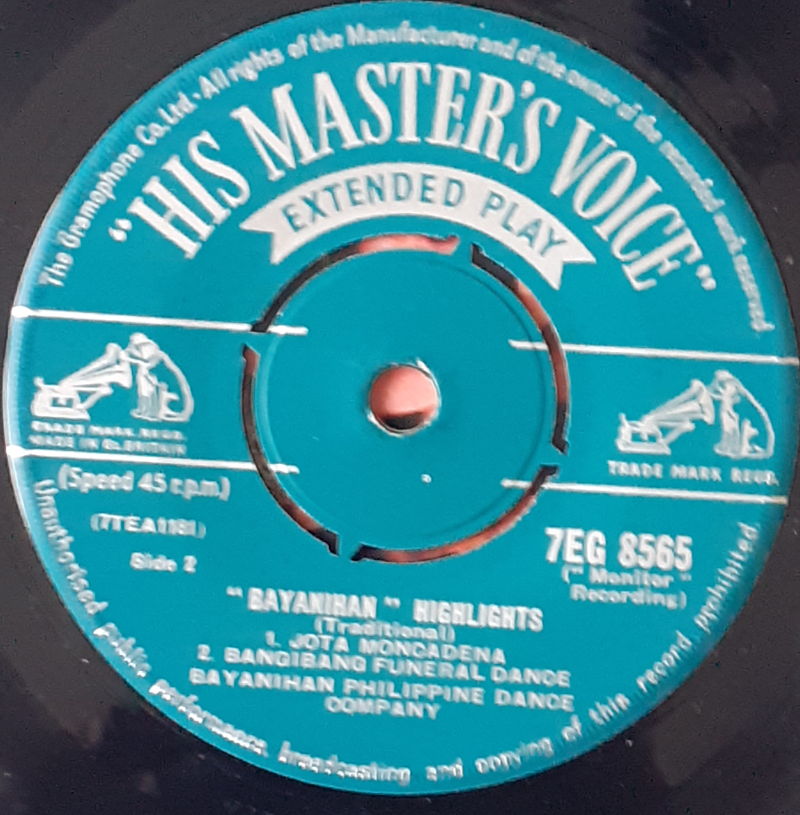 The Gramophone Co. Ltd · All rights of the Manufacturer and of the owner of the recorded work reserved
"HIS MASTER'S VOICE"
EXTENDED PLAY
TRADE MARK REGD.
MADE IN GT. BRITAIN
TRADE MARK REGD.
(Speed 45 r.p.m.)
(7TEA1181)
Side 2
7EG 8565
("Monitor"
Recording)
"BAYANIHAN" HIGHLIGHTS
(Traditional)
1. JOTA MONCADENA
2. BANGIBANG FUNERAL DANCE
BAYANIHAN PHILIPPINE DANCE
COMPANY
Unauthorised public performance, broadcasting and copying of this record prohibited.